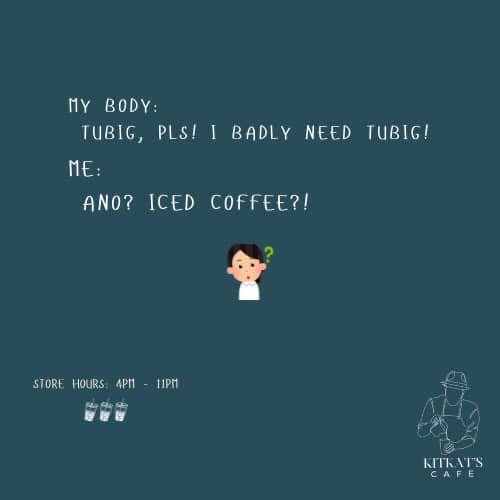 MY BODY:
TUBIG, PLS! I BADLY NEED TUBIG!
ME:
ANO? ICED COFFEE?!
STORE HOURS: 4PM - 11PM
KITKAT'S
CAFE